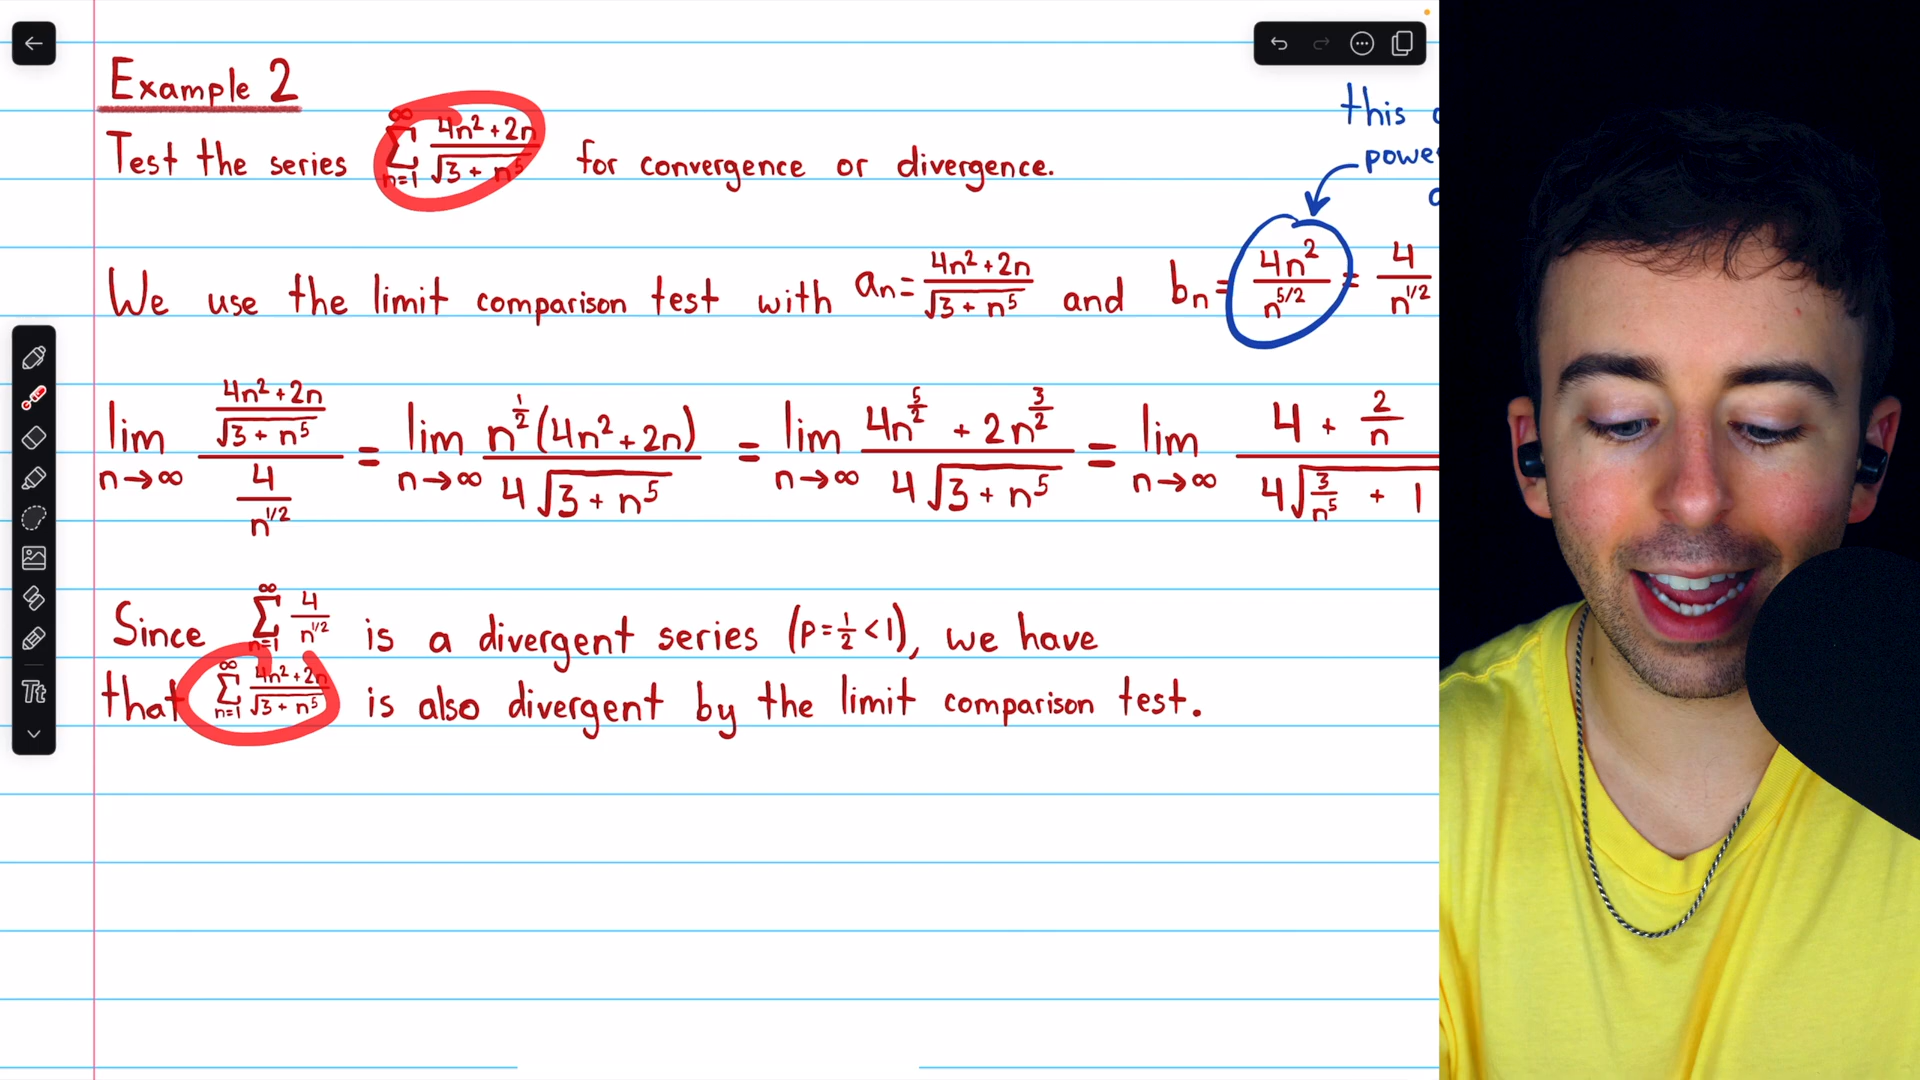 Example 2
Test the series ∑_{n=1}^{∞} (4n²+2n)/√(3+n⁵) for convergence or divergence.
this
We use the limit comparison test with aₙ = (4n²+2n)/√(3+n⁵) and bₙ = 4n²/n^{5/2} = 4/n^{1/2}
lim_{n→∞} ((4n²+2n)/√(3+n⁵))/(4/n^{1/2}) = lim_{n→∞} n^{1/2}(4n²+2n)/(4√(3+n⁵)) = lim_{n→∞} (4n^{5/2}+2n^{3/2})/(4√(3+n⁵)) = lim_{n→∞} (4+2/n)/(4√(3/n⁵+1))
Since ∑_{n=1}^{∞} 4/n^{1/2} is a divergent series (p=1/2<1), we have
that ∑_{n=1}^{∞} (4n²+2n)/√(3+n⁵) is also divergent by the limit comparison test.
Tt